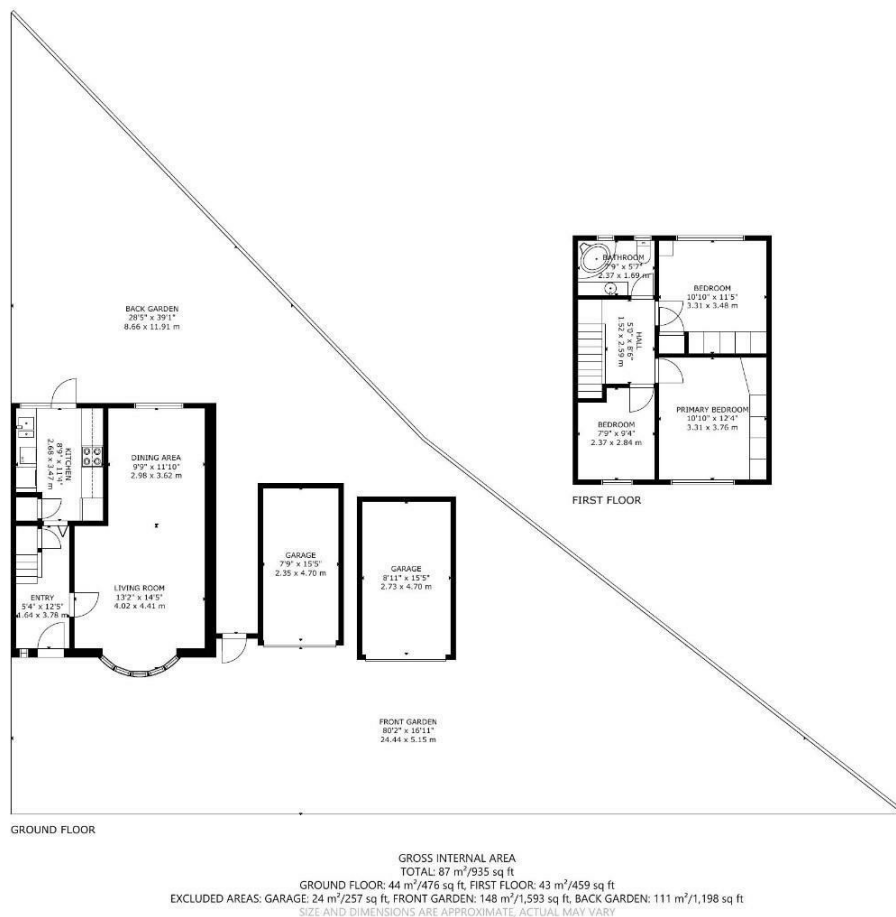 BACK GARDEN
28'5" x 39'1"
8.66 x 11.91 m
BATHROOM
7'9" x 5'7"
2.37 x 1.69 m
BEDROOM
10'10" x 11'5"
3.31 x 3.48 m
HALL
5'0" x 8'6"
1.52 x 2.59 m
PRIMARY BEDROOM
10'10" x 12'4"
3.31 x 3.76 m
BEDROOM
7'9" x 9'4"
2.37 x 2.84 m
FIRST FLOOR
KITCHEN
8'9" x 11'4"
2.68 x 3.47 m
DINING AREA
9'9" x 11'10"
2.98 x 3.62 m
GARAGE
7'9" x 15'5"
2.35 x 4.70 m
GARAGE
8'11" x 15'5"
2.73 x 4.70 m
LIVING ROOM
13'2" x 14'5"
4.02 x 4.41 m
ENTRY
5'4" x 12'5"
1.64 x 3.78 m
FRONT GARDEN
80'2" x 16'11"
24.44 x 5.15 m
GROUND FLOOR
GROSS INTERNAL AREA
TOTAL: 87 m²/935 sq ft
GROUND FLOOR: 44 m²/476 sq ft, FIRST FLOOR: 43 m²/459 sq ft
EXCLUDED AREAS: GARAGE: 24 m²/257 sq ft, FRONT GARDEN: 148 m²/1,593 sq ft, BACK GARDEN: 111 m²/1,198 sq ft
SIZE AND DIMENSIONS ARE APPROXIMATE, ACTUAL MAY VARY